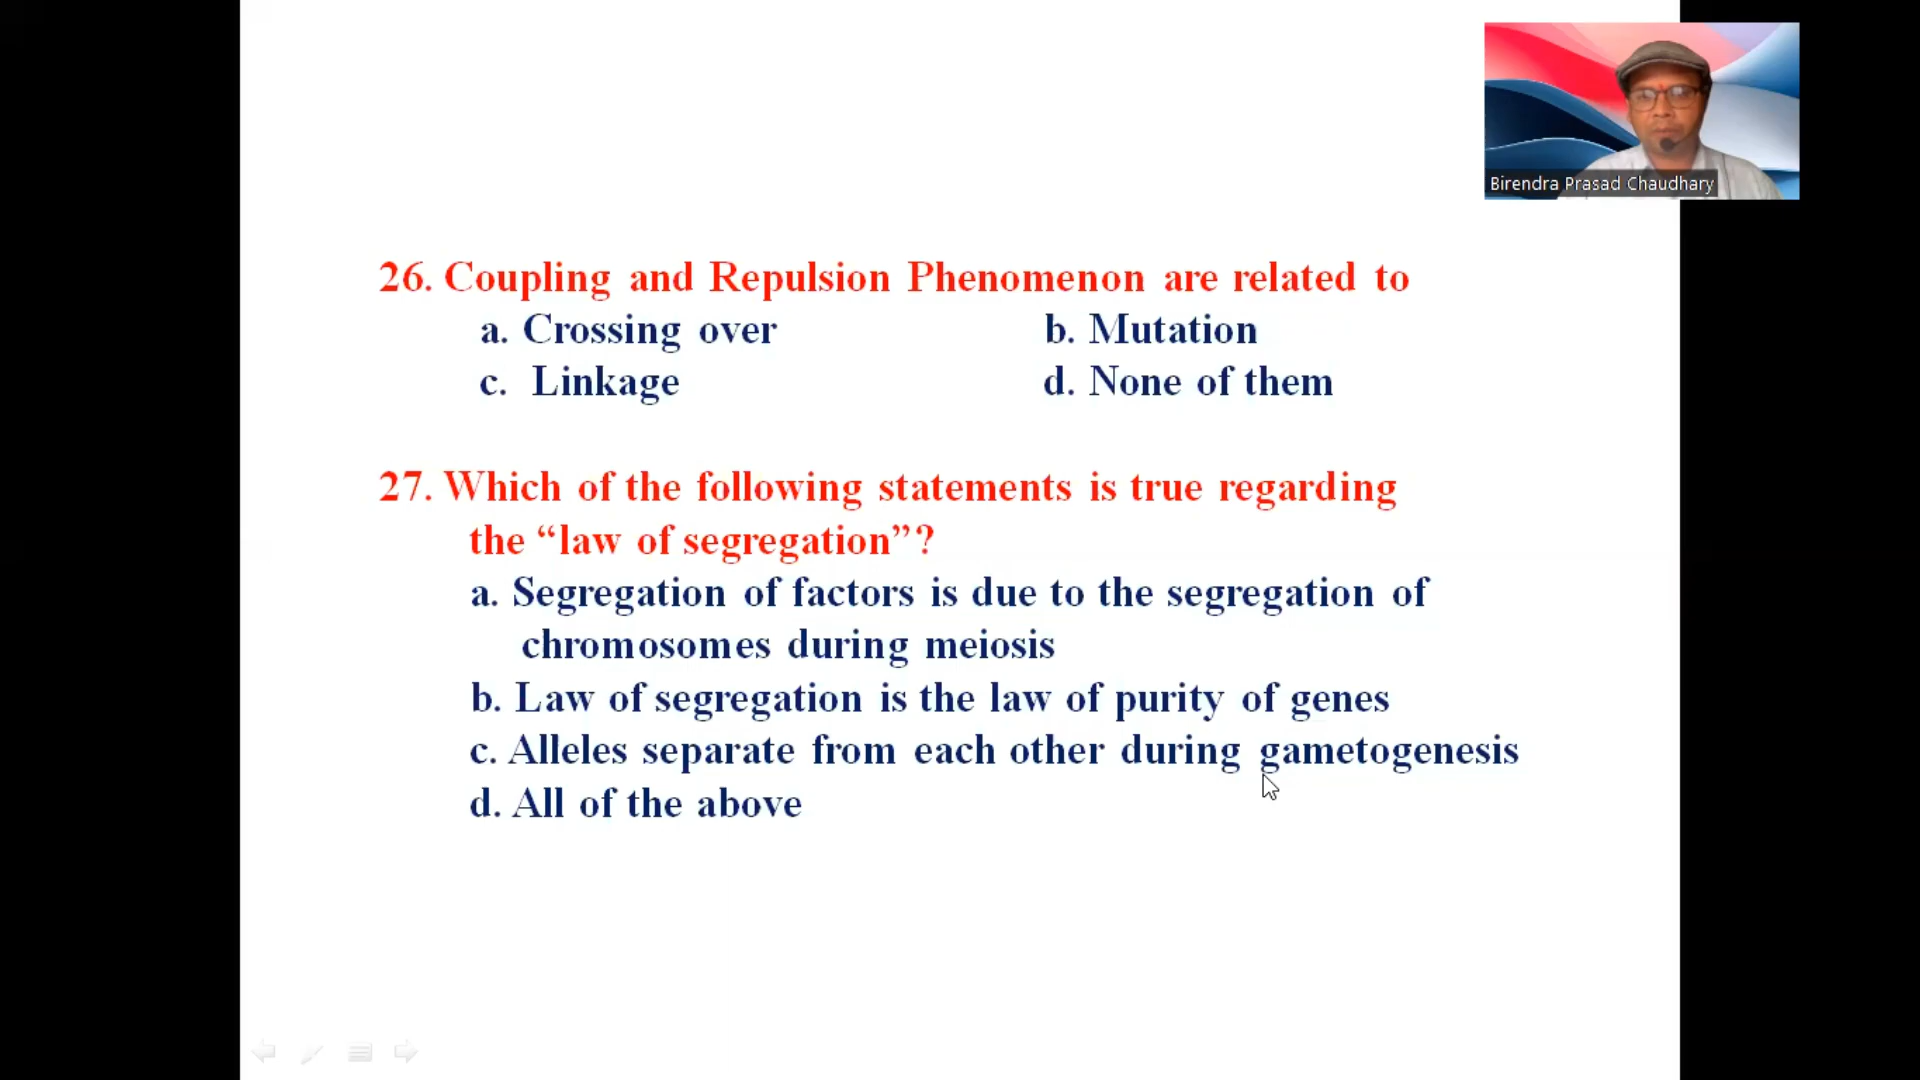 Birendra Prasad Chaudhary
26. Coupling and Repulsion Phenomenon are related to
a. Crossing over b. Mutation
c. Linkage d. None of them
27. Which of the following statements is true regarding
the “law of segregation”?
a. Segregation of factors is due to the segregation of
chromosomes during meiosis
b. Law of segregation is the law of purity of genes
c. Alleles separate from each other during gametogenesis
d. All of the above